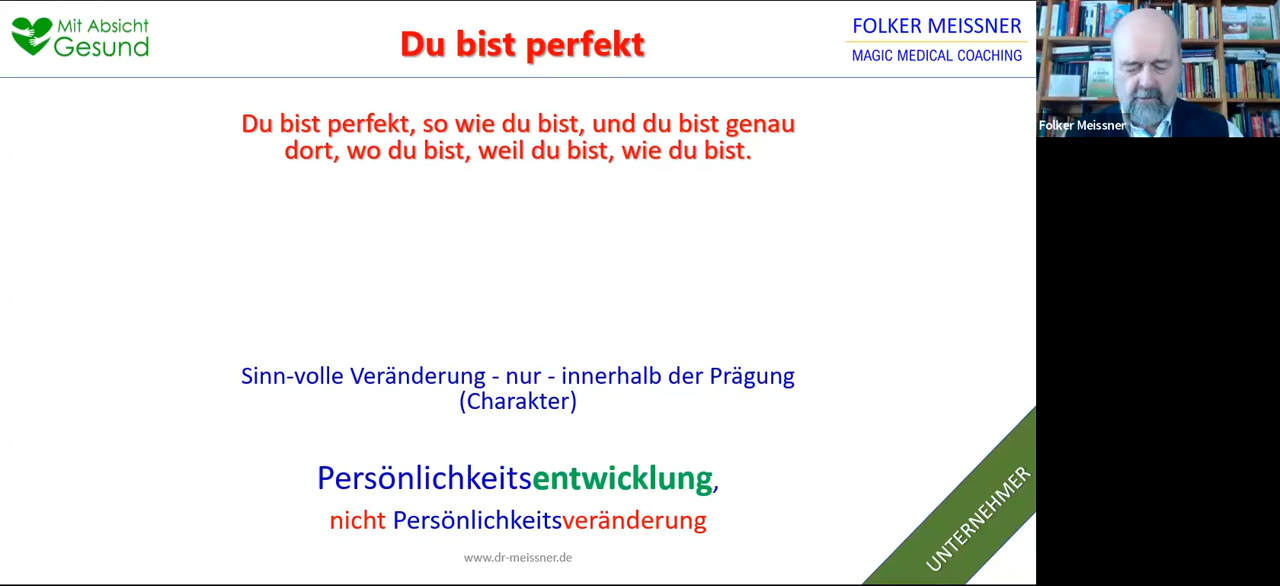 Mit Absicht
Gesund
Du bist perfekt
FOLKER MEISSNER
MAGIC MEDICAL COACHING
Du bist perfekt, so wie du bist, und du bist genau
dort, wo du bist, weil du bist, wie du bist.
Sinn-volle Veränderung - nur - innerhalb der Prägung
(Charakter)
Persönlichkeitsentwicklung,
nicht Persönlichkeitsveränderung
www.dr-meissner.de
UNTERNEHMER
Folker Meissner